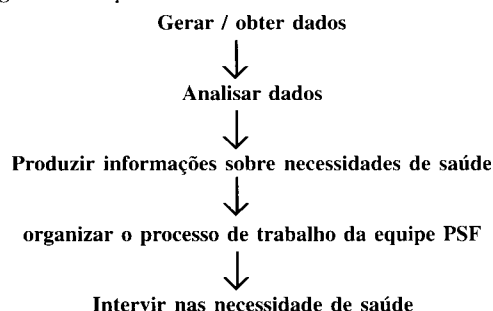 Gerar / obter dados
Analisar dados
Produzir informações sobre necessidades de saúde
organizar o processo de trabalho da equipe PSF
Intervir nas necessidade de saúde